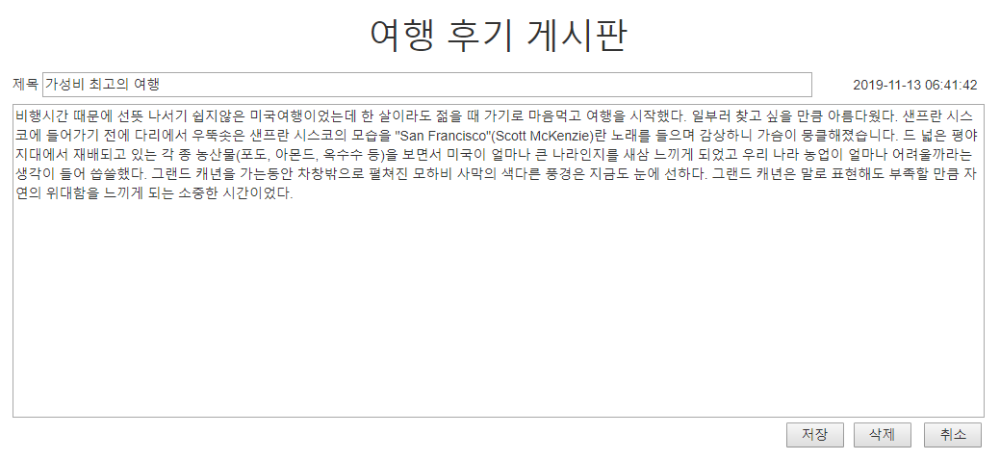 여행 후기 게시판
제목 가성비 최고의 여행 2019-11-13 06:41:42
비행시간 때문에 선뜻 나서기 쉽지않은 미국여행이었는데 한 살이라도 젊을 때 가기로 마음먹고 여행을 시작했다. 일부러 찾고 싶을 만큼 아름다웠다. 샌프란 시스
코에 들어가기 전에 다리에서 우뚝솟은 샌프란 시스코의 모습을 "San Francisco"(Scott McKenzie)란 노래를 들으며 감상하니 가슴이 뭉클해졌습니다. 드 넓은 평야
지대에서 재배되고 있는 각 종 농산물(포도, 아몬드, 옥수수 등)을 보면서 미국이 얼마나 큰 나라인지를 새삼 느끼게 되었고 우리 나라 농업이 얼마나 어려울까라는
생각이 들어 씁쓸했다. 그랜드 캐년을 가는동안 차창밖으로 펼쳐진 모하비 사막의 색다른 풍경은 지금도 눈에 선하다. 그랜드 캐년은 말로 표현해도 부족할 만큼 자
연의 위대함을 느끼게 되는 소중한 시간이었다.
저장 삭제 취소